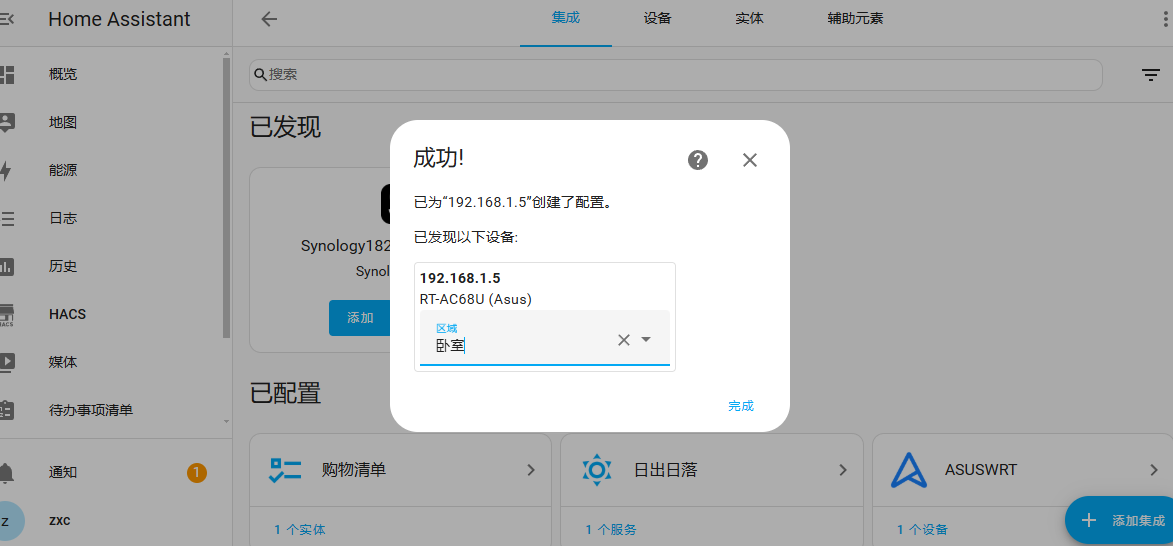 Home Assistant
集成 设备 实体 辅助元素
搜索
概览
地图
能源
日志
历史
HACS
媒体
待办事项清单
通知 1
z zxc
已发现
Synology182
Synol
添加
成功!
已为“192.168.1.5”创建了配置。
已发现以下设备:
192.168.1.5
RT-AC68U (Asus)
区域
卧室
完成
已配置
购物清单 日出日落 ASUSWRT
1 个实体 1 个服务 1 个设备
添加集成